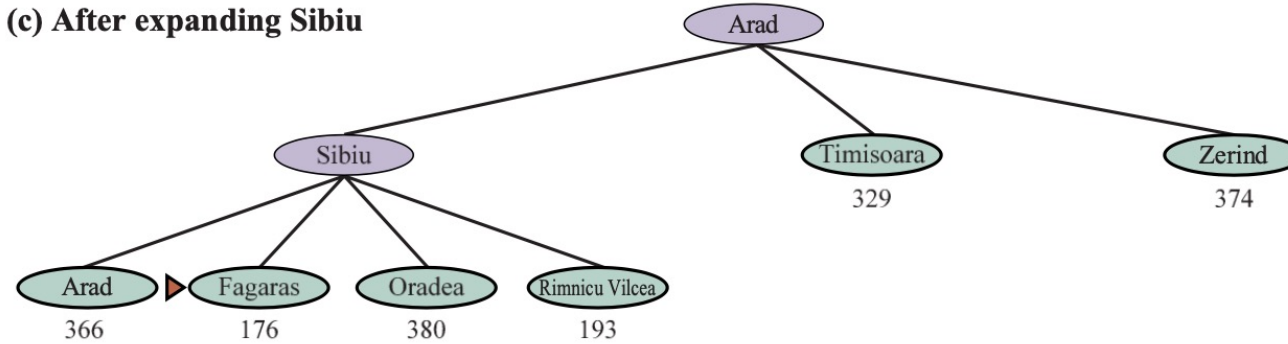 (c) After expanding Sibiu
Arad
Sibiu
Timisoara
Zerind
329
374
Arad
Fagaras
Oradea
Rimnicu Vilcea
366
176
380
193